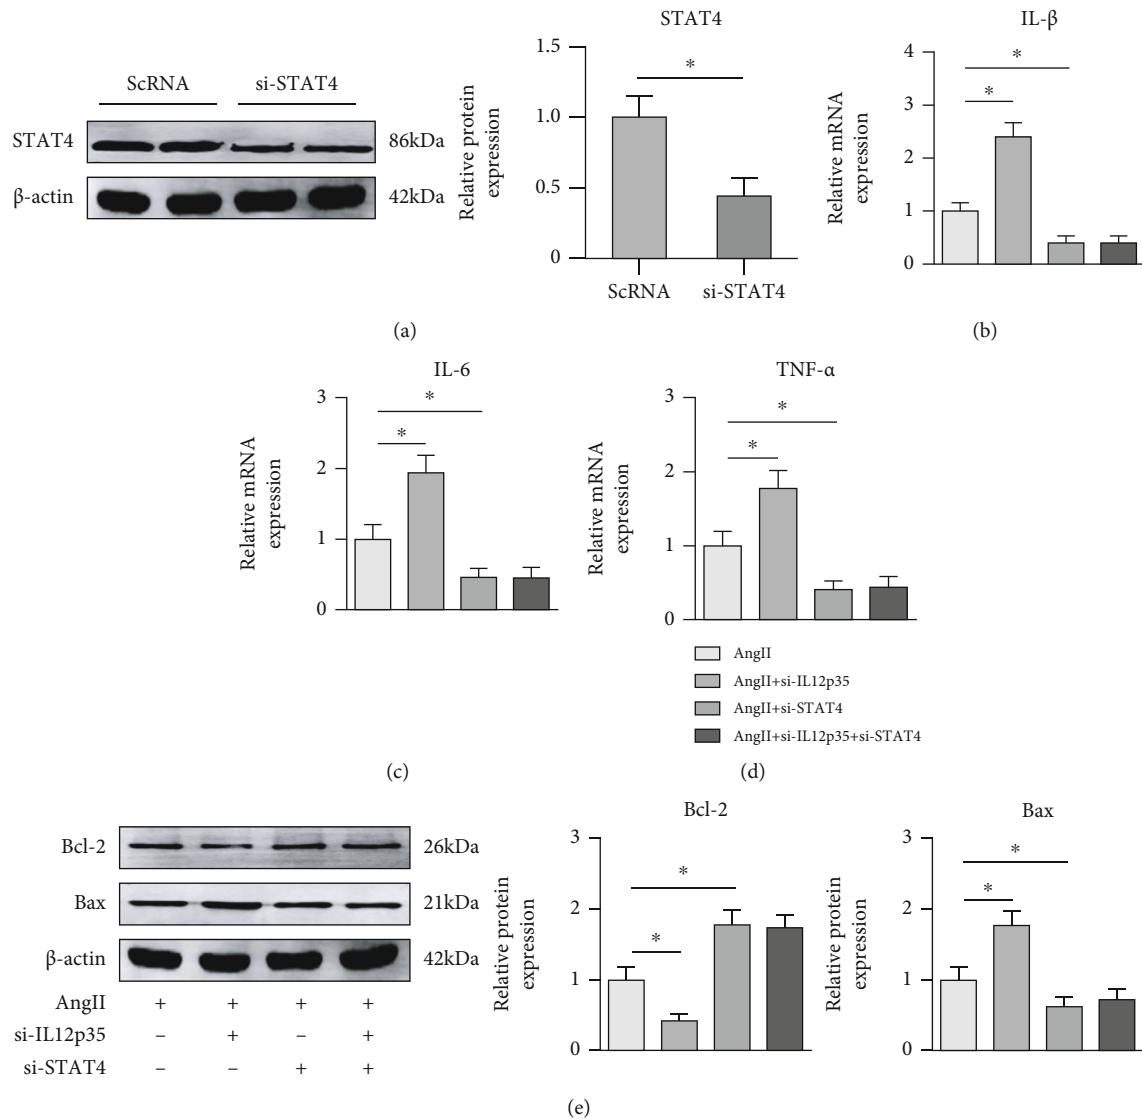 ScRNA si-STAT4
STAT4 86kDa
β-actin 42kDa
STAT4
Relative protein
expression
1.5
1.0
0.5
0
*
ScRNA si-STAT4
(a)
IL-β
Relative mRNA
expression
4
3
2
1
0
*
*
(b)
IL-6
Relative mRNA
expression
3
2
1
0
*
*
(c)
TNF-α
Relative mRNA
expression
3
2
1
0
*
*
AngII
AngII+si-IL12p35
AngII+si-STAT4
AngII+si-IL12p35+si-STAT4
(d)
Bcl-2 26kDa
Bax 21kDa
β-actin 42kDa
AngII + + + +
si-IL12p35 – + – +
si-STAT4 – – + +
Bcl-2
Relative protein
expression
3
2
1
0
*
*
Bax
Relative protein
expression
3
2
1
0
*
*
(e)